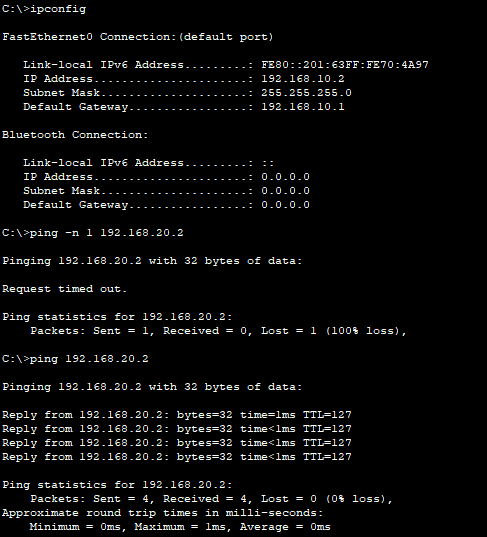 C:\>ipconfig
FastEthernet0 Connection:(default port)
Link-local IPv6 Address.........: FE80::201:63FF:FE70:4A97
IP Address......................: 192.168.10.2
Subnet Mask.....................: 255.255.255.0
Default Gateway.................: 192.168.10.1
Bluetooth Connection:
Link-local IPv6 Address.........: ::
IP Address......................: 0.0.0.0
Subnet Mask.....................: 0.0.0.0
Default Gateway.................: 0.0.0.0
C:\>ping -n 1 192.168.20.2
Pinging 192.168.20.2 with 32 bytes of data:
Request timed out.
Ping statistics for 192.168.20.2:
Packets: Sent = 1, Received = 0, Lost = 1 (100% loss),
C:\>ping 192.168.20.2
Pinging 192.168.20.2 with 32 bytes of data:
Reply from 192.168.20.2: bytes=32 time=1ms TTL=127
Reply from 192.168.20.2: bytes=32 time<1ms TTL=127
Reply from 192.168.20.2: bytes=32 time<1ms TTL=127
Reply from 192.168.20.2: bytes=32 time<1ms TTL=127
Ping statistics for 192.168.20.2:
Packets: Sent = 4, Received = 4, Lost = 0 (0% loss),
Approximate round trip times in milli-seconds:
Minimum = 0ms, Maximum = 1ms, Average = 0ms